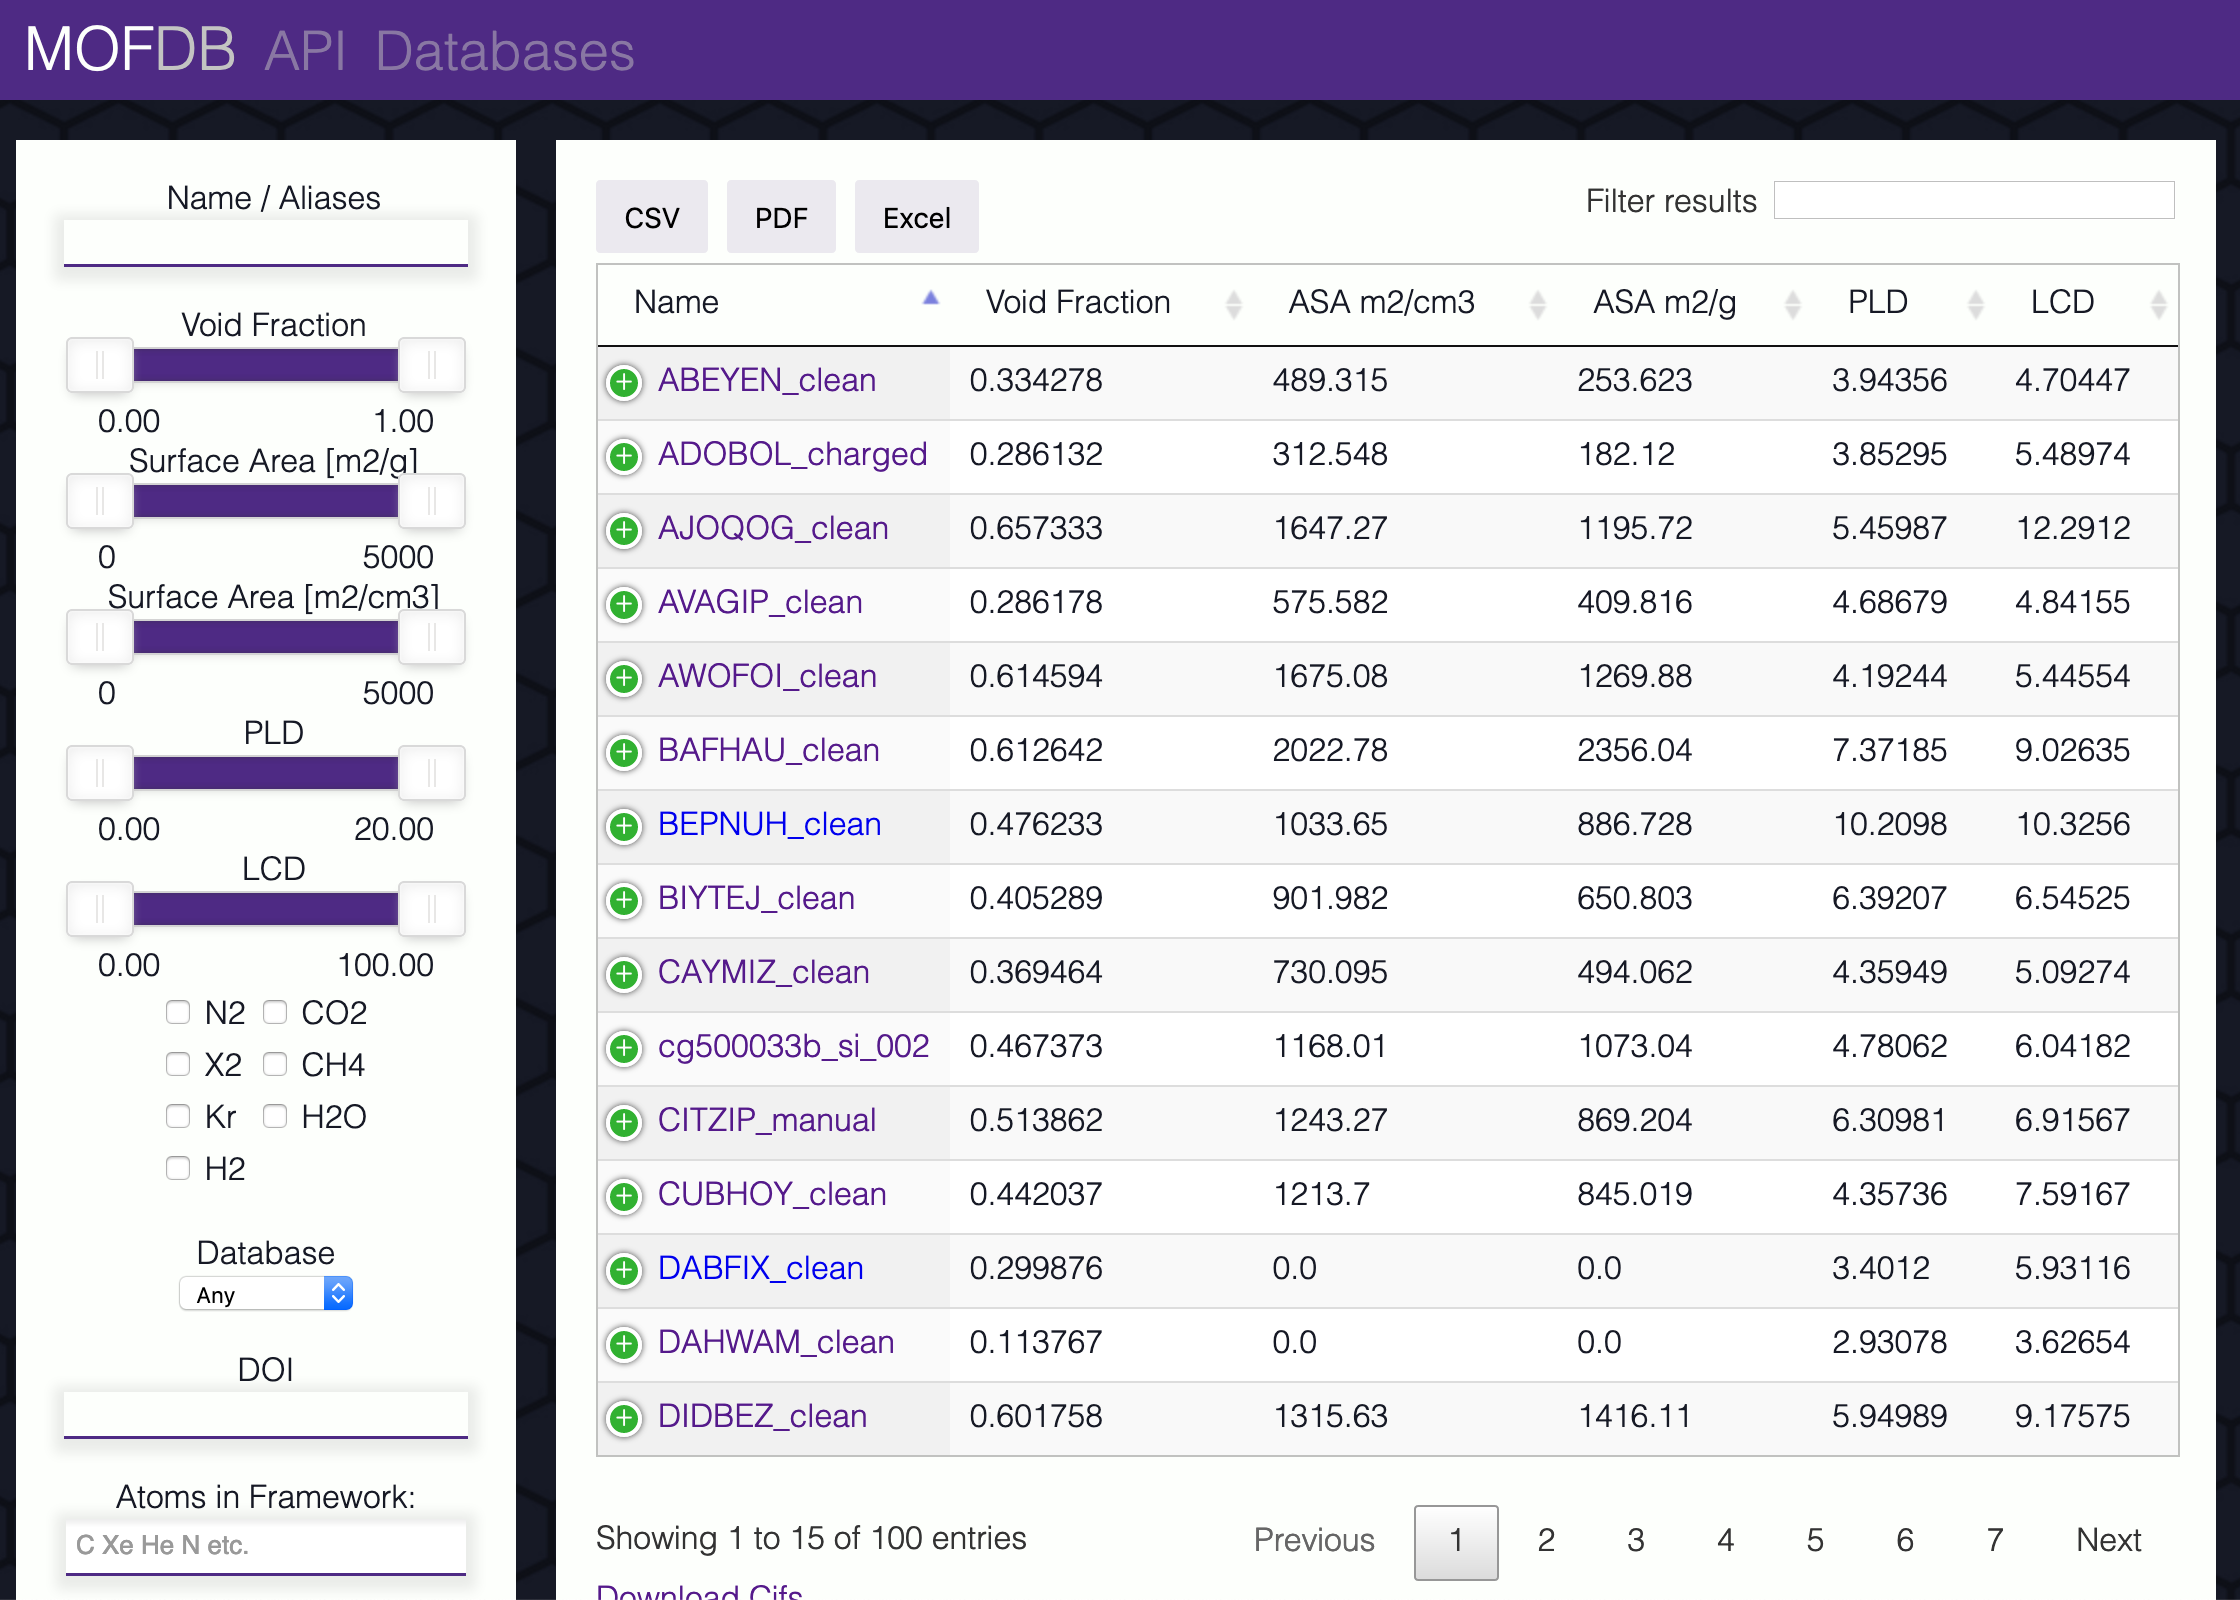 MOFDB API Databases
Name / Aliases
Void Fraction
0.00 1.00
Surface Area [m2/g]
0 5000
Surface Area [m2/cm3]
0 5000
PLD
0.00 20.00
LCD
0.00 100.00
N2 CO2
X2 CH4
Kr H2O
H2
Database
Any
DOI
Atoms in Framework:
C Xe He N etc.
CSV PDF Excel
Filter results
Name Void Fraction ASA m2/cm3 ASA m2/g PLD LCD
ABEYEN_clean 0.334278 489.315 253.623 3.94356 4.70447
ADOBOL_charged 0.286132 312.548 182.12 3.85295 5.48974
AJOQOG_clean 0.657333 1647.27 1195.72 5.45987 12.2912
AVAGIP_clean 0.286178 575.582 409.816 4.68679 4.84155
AWOFOI_clean 0.614594 1675.08 1269.88 4.19244 5.44554
BAFHAU_clean 0.612642 2022.78 2356.04 7.37185 9.02635
BEPNUH_clean 0.476233 1033.65 886.728 10.2098 10.3256
BIYTEJ_clean 0.405289 901.982 650.803 6.39207 6.54525
CAYMIZ_clean 0.369464 730.095 494.062 4.35949 5.09274
cg500033b_si_002 0.467373 1168.01 1073.04 4.78062 6.04182
CITZIP_manual 0.513862 1243.27 869.204 6.30981 6.91567
CUBHOY_clean 0.442037 1213.7 845.019 4.35736 7.59167
DABFIX_clean 0.299876 0.0 0.0 3.4012 5.93116
DAHWAM_clean 0.113767 0.0 0.0 2.93078 3.62654
DIDBEZ_clean 0.601758 1315.63 1416.11 5.94989 9.17575
Showing 1 to 15 of 100 entries
Previous 1 2 3 4 5 6 7 Next
Download Cifs